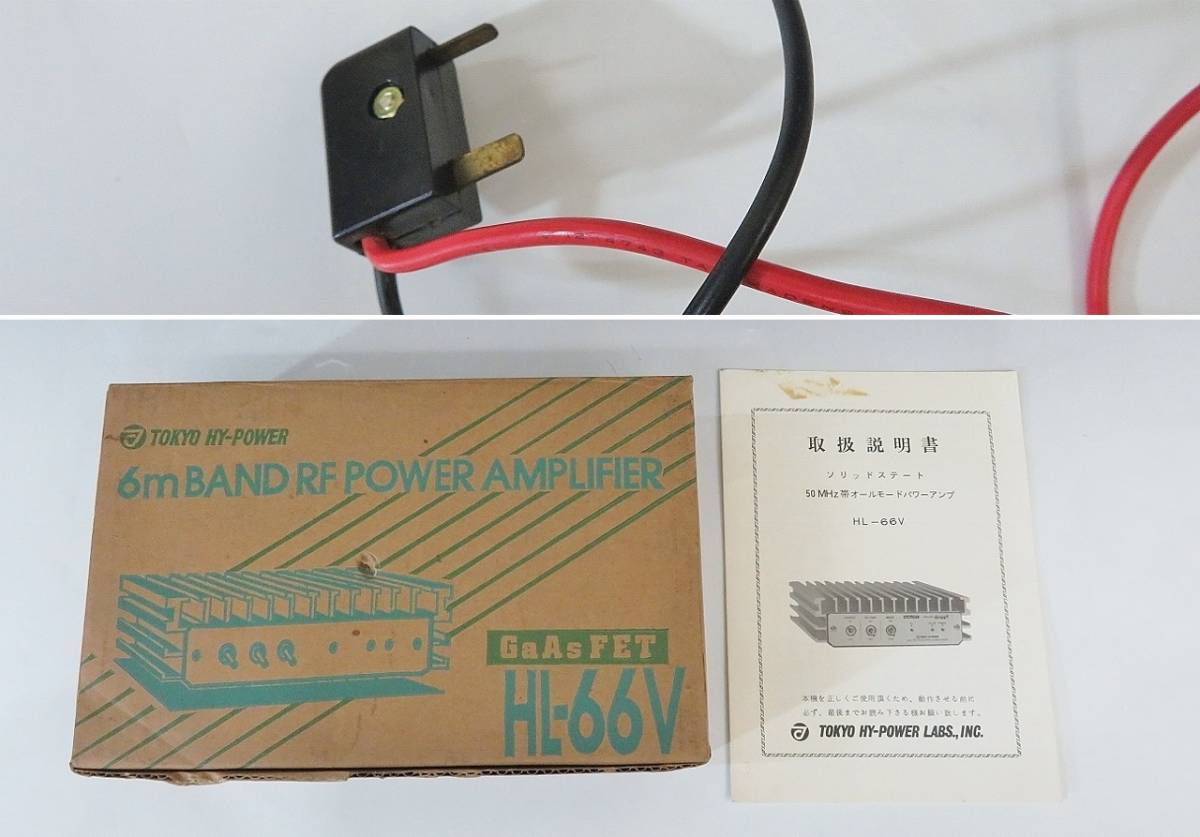 TOKYO HY-POWER
6m BAND RF POWER AMPLIFIER
GaAs FET
HL-66V
取扱説明書
ソリッドステート
50 MHz 帯オールモードパワーアンプ
HL-66V
本機を正しくご使用頂くため、動作させる前に
必ず、最後までお読み下さる様お願い致します。
TOKYO HY-POWER LABS., INC.